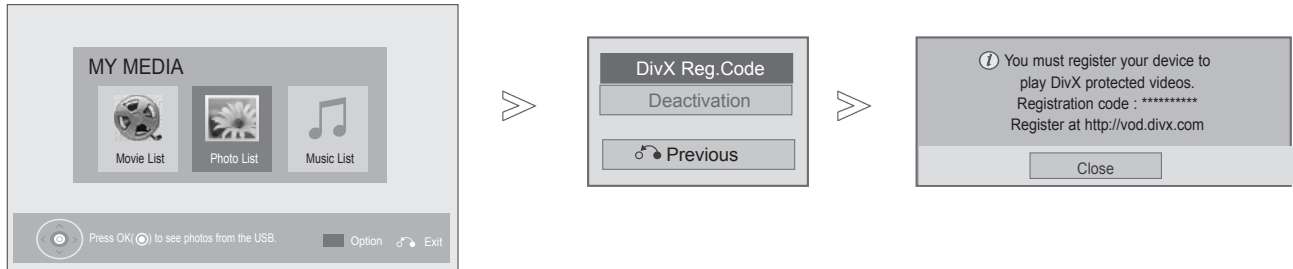 MY MEDIA
Movie List
Photo List
Music List
Press OK(◉) to see photos from the USB.
Option
Exit
DivX Reg.Code
Deactivation
Previous
You must register your device to
play DivX protected videos.
Registration code : **********
Register at http://vod.divx.com
Close